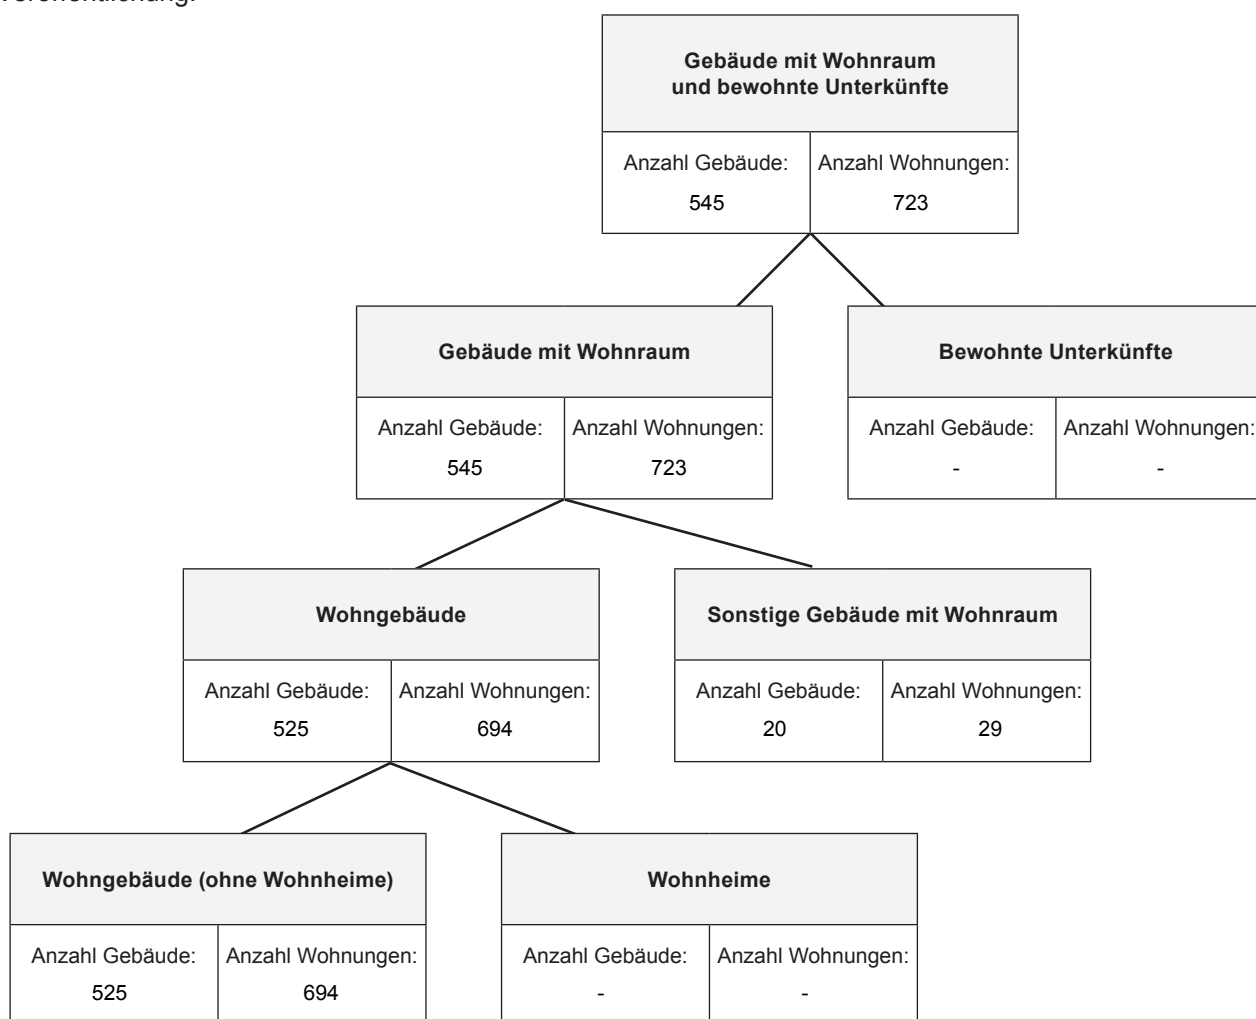 Veröffentlichung.
Gebäude mit Wohnraum
und bewohnte Unterkünfte
Anzahl Gebäude:
545
Anzahl Wohnungen:
723
Gebäude mit Wohnraum
Anzahl Gebäude:
545
Anzahl Wohnungen:
723
Bewohnte Unterkünfte
Anzahl Gebäude:
-
Anzahl Wohnungen:
-
Wohngebäude
Anzahl Gebäude:
525
Anzahl Wohnungen:
694
Sonstige Gebäude mit Wohnraum
Anzahl Gebäude:
20
Anzahl Wohnungen:
29
Wohngebäude (ohne Wohnheime)
Anzahl Gebäude:
525
Anzahl Wohnungen:
694
Wohnheime
Anzahl Gebäude:
-
Anzahl Wohnungen:
-